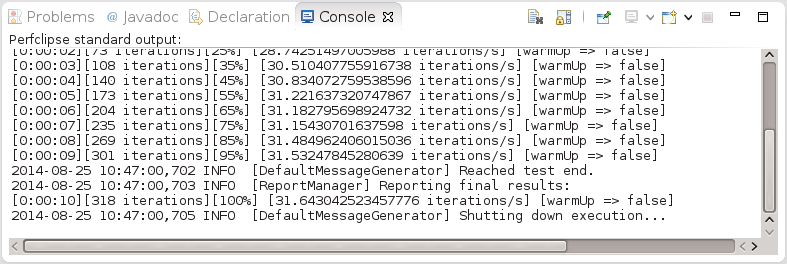 Problems @ Javadoc Declaration Console
Perfclipse standard output:
[0:00:02][73 iterations][25%] [28.74251497005988 iterations/s] [warmUp => false]
[0:00:03][108 iterations][35%] [30.510407755916738 iterations/s] [warmUp => false]
[0:00:04][140 iterations][45%] [30.834072759538596 iterations/s] [warmUp => false]
[0:00:05][173 iterations][55%] [31.221637320747867 iterations/s] [warmUp => false]
[0:00:06][204 iterations][65%] [31.182795698924732 iterations/s] [warmUp => false]
[0:00:07][235 iterations][75%] [31.15430701637598 iterations/s] [warmUp => false]
[0:00:08][269 iterations][85%] [31.484962406015036 iterations/s] [warmUp => false]
[0:00:09][301 iterations][95%] [31.53247845280639 iterations/s] [warmUp => false]
2014-08-25 10:47:00,702 INFO  [DefaultMessageGenerator] Reached test end.
2014-08-25 10:47:00,703 INFO  [ReportManager] Reporting final results:
[0:00:10][318 iterations][100%] [31.643042523457776 iterations/s] [warmUp => false]
2014-08-25 10:47:00,705 INFO  [DefaultMessageGenerator] Shutting down execution...